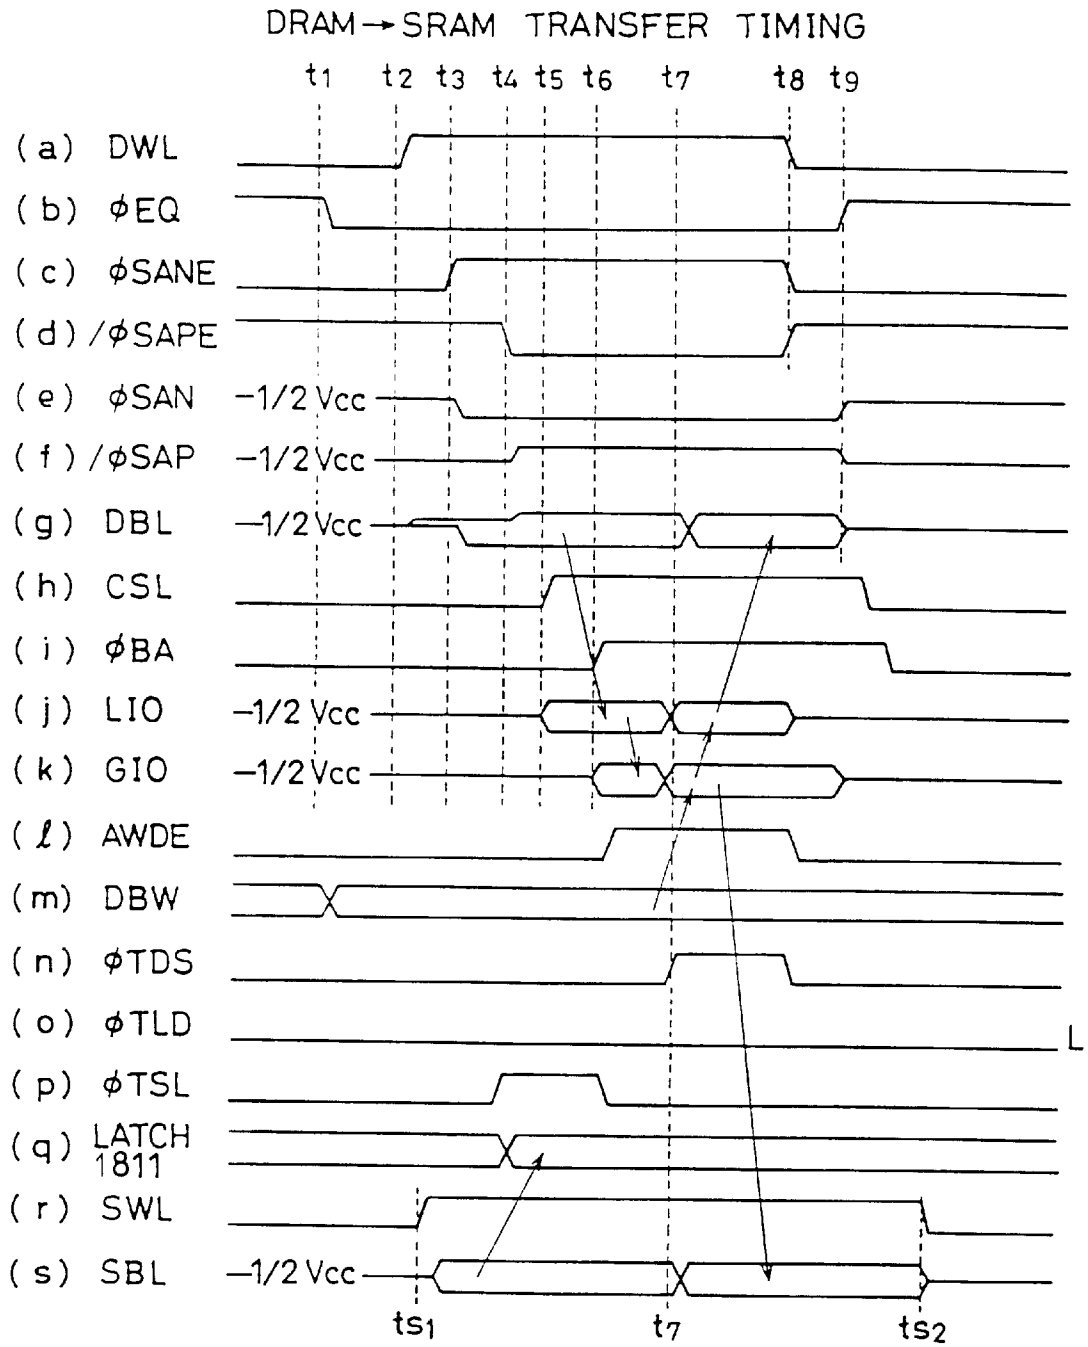 DRAM→SRAM TRANSFER TIMING
t1 t2 t3 t4 t5 t6 t7 t8 t9
(a) DWL
(b) ϕEQ
(c) ϕSANE
(d) /ϕSAPE
(e) ϕSAN –1/2 Vcc
(f) /ϕSAP –1/2 Vcc
(g) DBL –1/2 Vcc
(h) CSL
(i) ϕBA
(j) LIO –1/2 Vcc
(k) GIO –1/2 Vcc
(ℓ) AWDE
(m) DBW
(n) ϕTDS
(o) ϕTLD L
(p) ϕTSL
(q) LATCH 1811
(r) SWL
(s) SBL –1/2 Vcc
ts1 t7 ts2